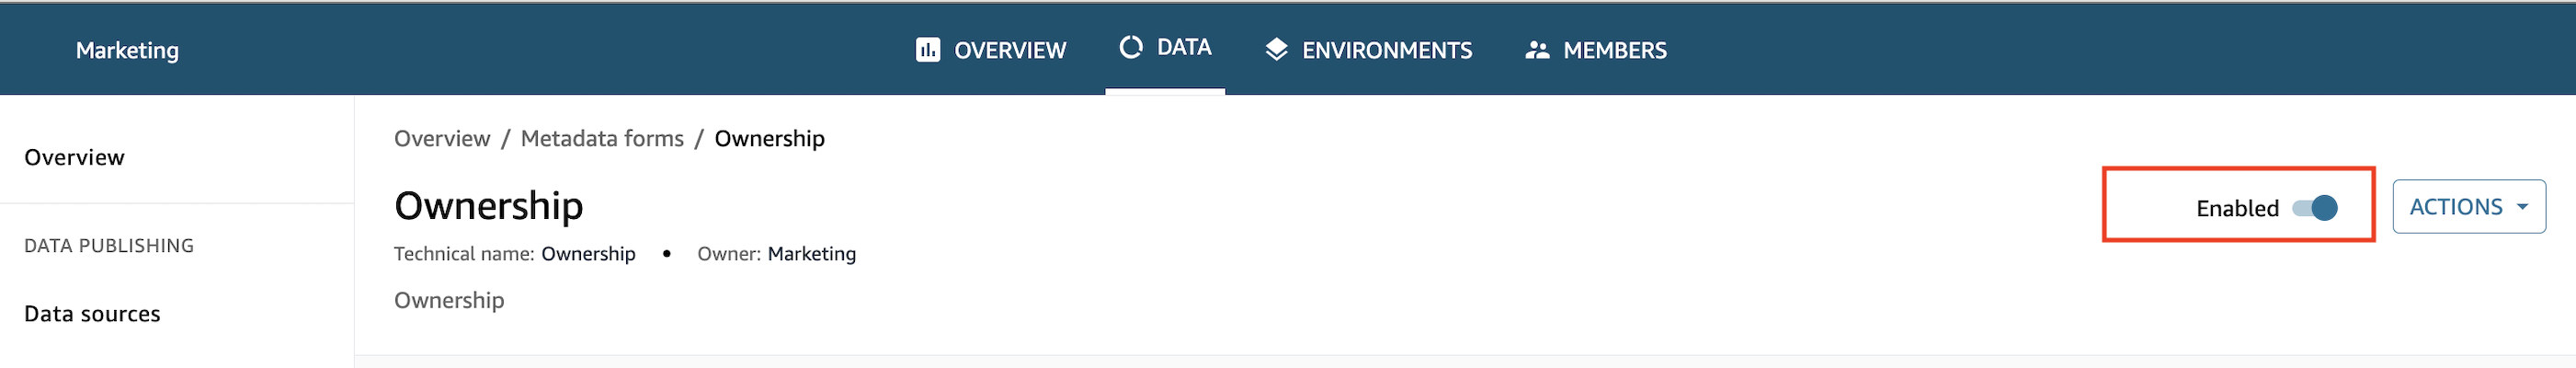 Marketing
OVERVIEW
DATA
ENVIRONMENTS
MEMBERS
Overview
DATA PUBLISHING
Data sources
Overview / Metadata forms / Ownership
Ownership
Enabled
ACTIONS
Technical name: Ownership • Owner: Marketing
Ownership